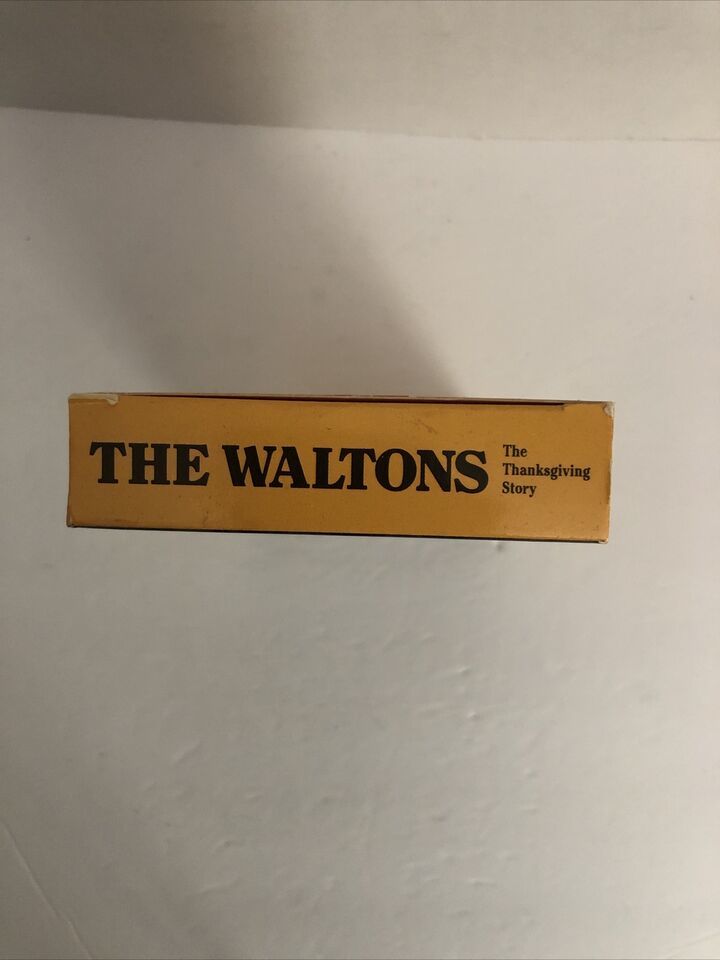 THE WALTONS
The
Thanksgiving
Story